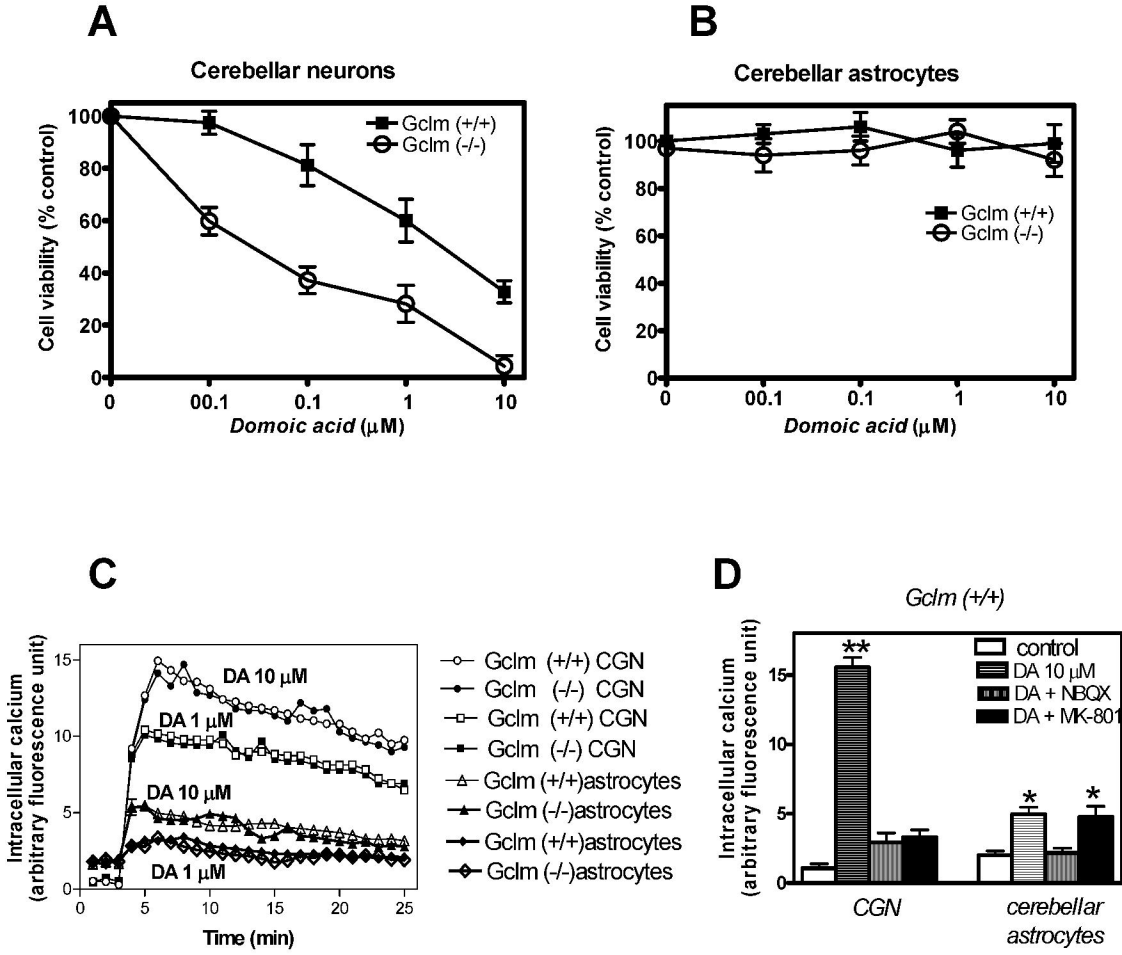 A
Cerebellar neurons
Cell viability (% control)
100
80
60
40
20
0
Gclm (+/+)
Gclm (-/-)
0 00.1 0.1 1 10
Domoic acid (μM)
B
Cerebellar astrocytes
Cell viability (% control)
100
80
60
40
20
0
Gclm (+/+)
Gclm (-/-)
0 00.1 0.1 1 10
Domoic acid (μM)
C
Intracellular calcium
(arbitrary fluorescence unit)
15
10
5
0
DA 10 μM
DA 1 μM
DA 10 μM
DA 1 μM
0 5 10 15 20 25
Time (min)
Gclm (+/+) CGN
Gclm (-/-) CGN
Gclm (+/+) CGN
Gclm (-/-) CGN
Gclm (+/+)astrocytes
Gclm (-/-)astrocytes
Gclm (+/+)astrocytes
Gclm (-/-)astrocytes
D
Gclm (+/+)
Intracellular calcium
(arbitrary fluorescence unit)
15
10
5
0
**
*
*
control
DA 10 μM
DA + NBQX
DA + MK-801
CGN
cerebellar
astrocytes